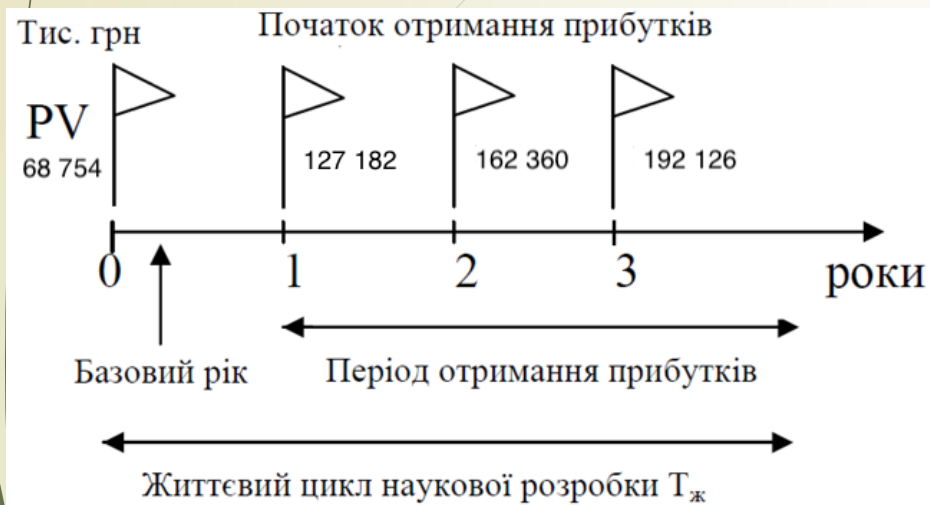 Тис. грн
Початок отримання прибутків
PV
68 754
127 182
162 360
192 126
0
1
2
3
роки
Базовий рік
Період отримання прибутків
Життєвий цикл наукової розробки Тж